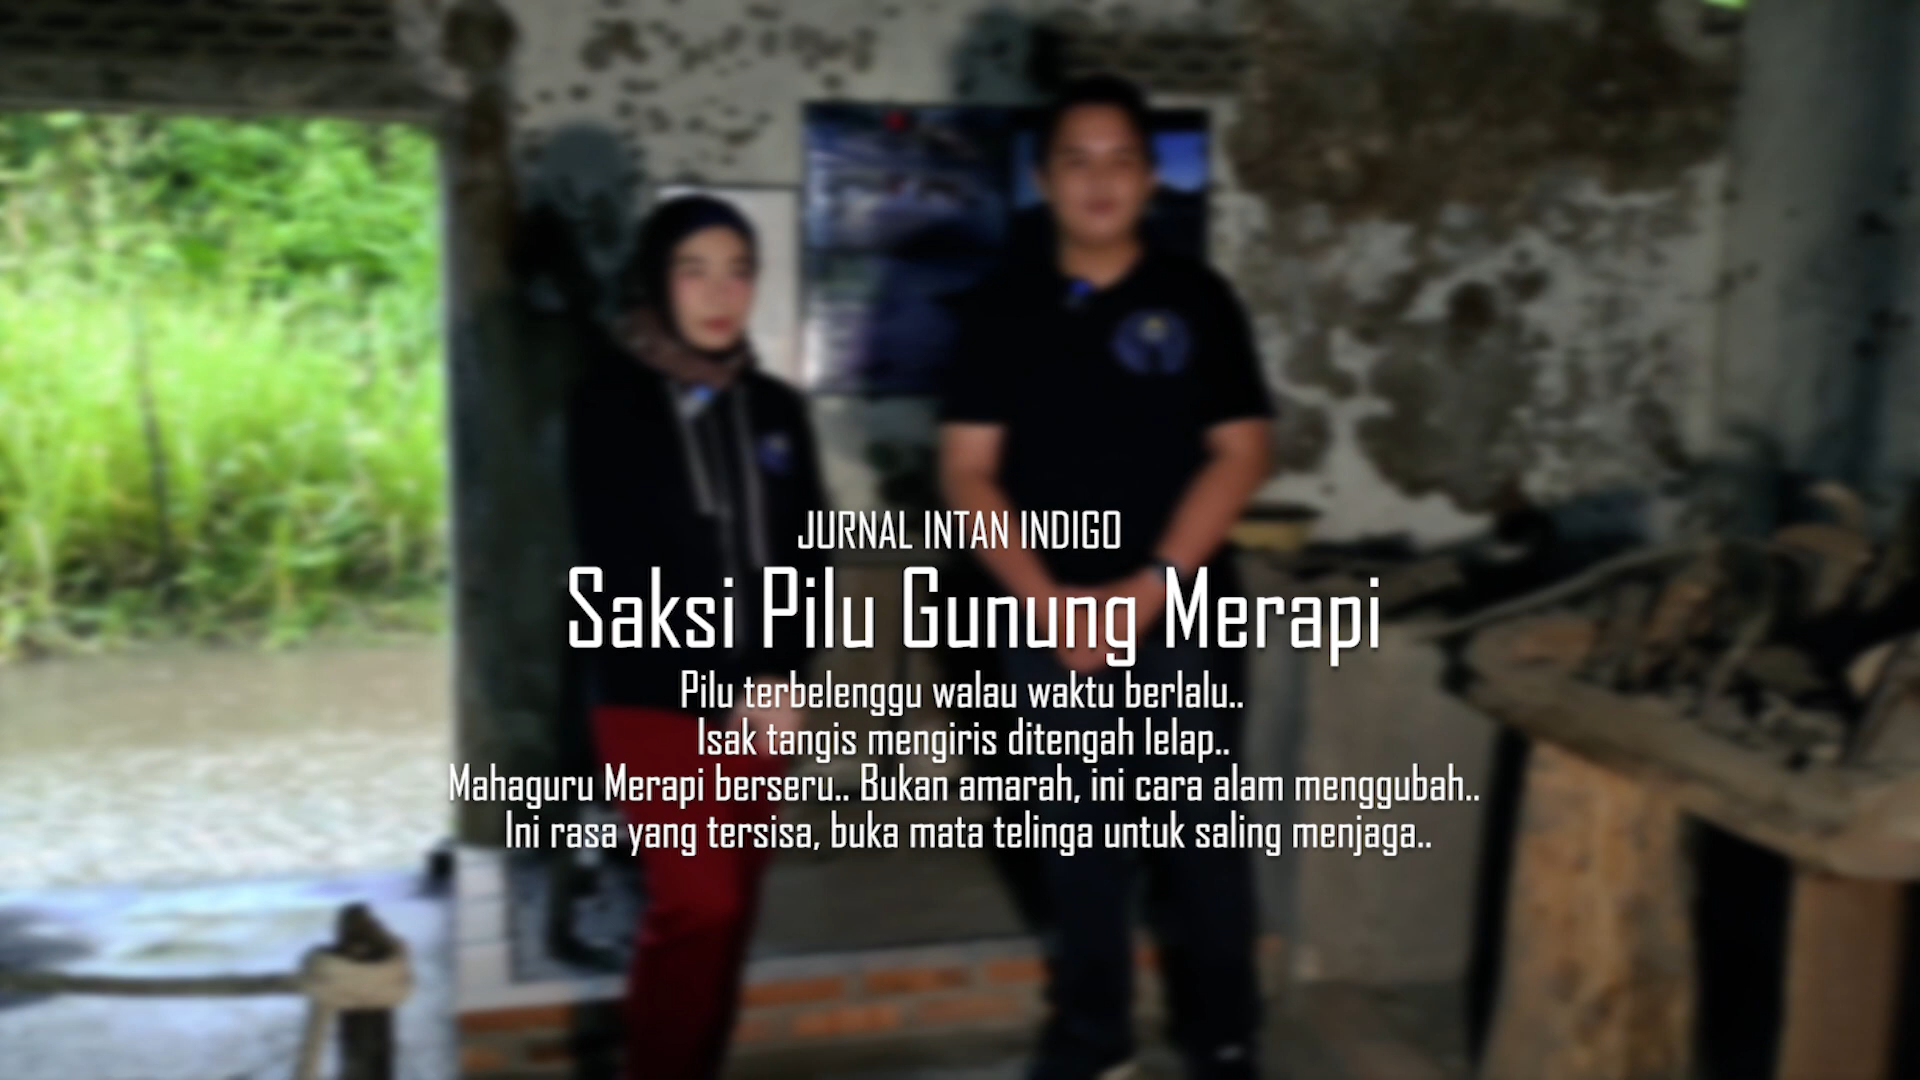 JURNAL INTAN INDIGO
Saksi Pilu Gunung Merapi
Pilu terbelenggu walau waktu berlalu..
Isak tangis mengiris ditengah lelap..
Mahaguru Merapi berseru.. Bukan amarah, ini cara alam menggubah..
Ini rasa yang tersisa, buka mata telinga untuk saling menjaga..